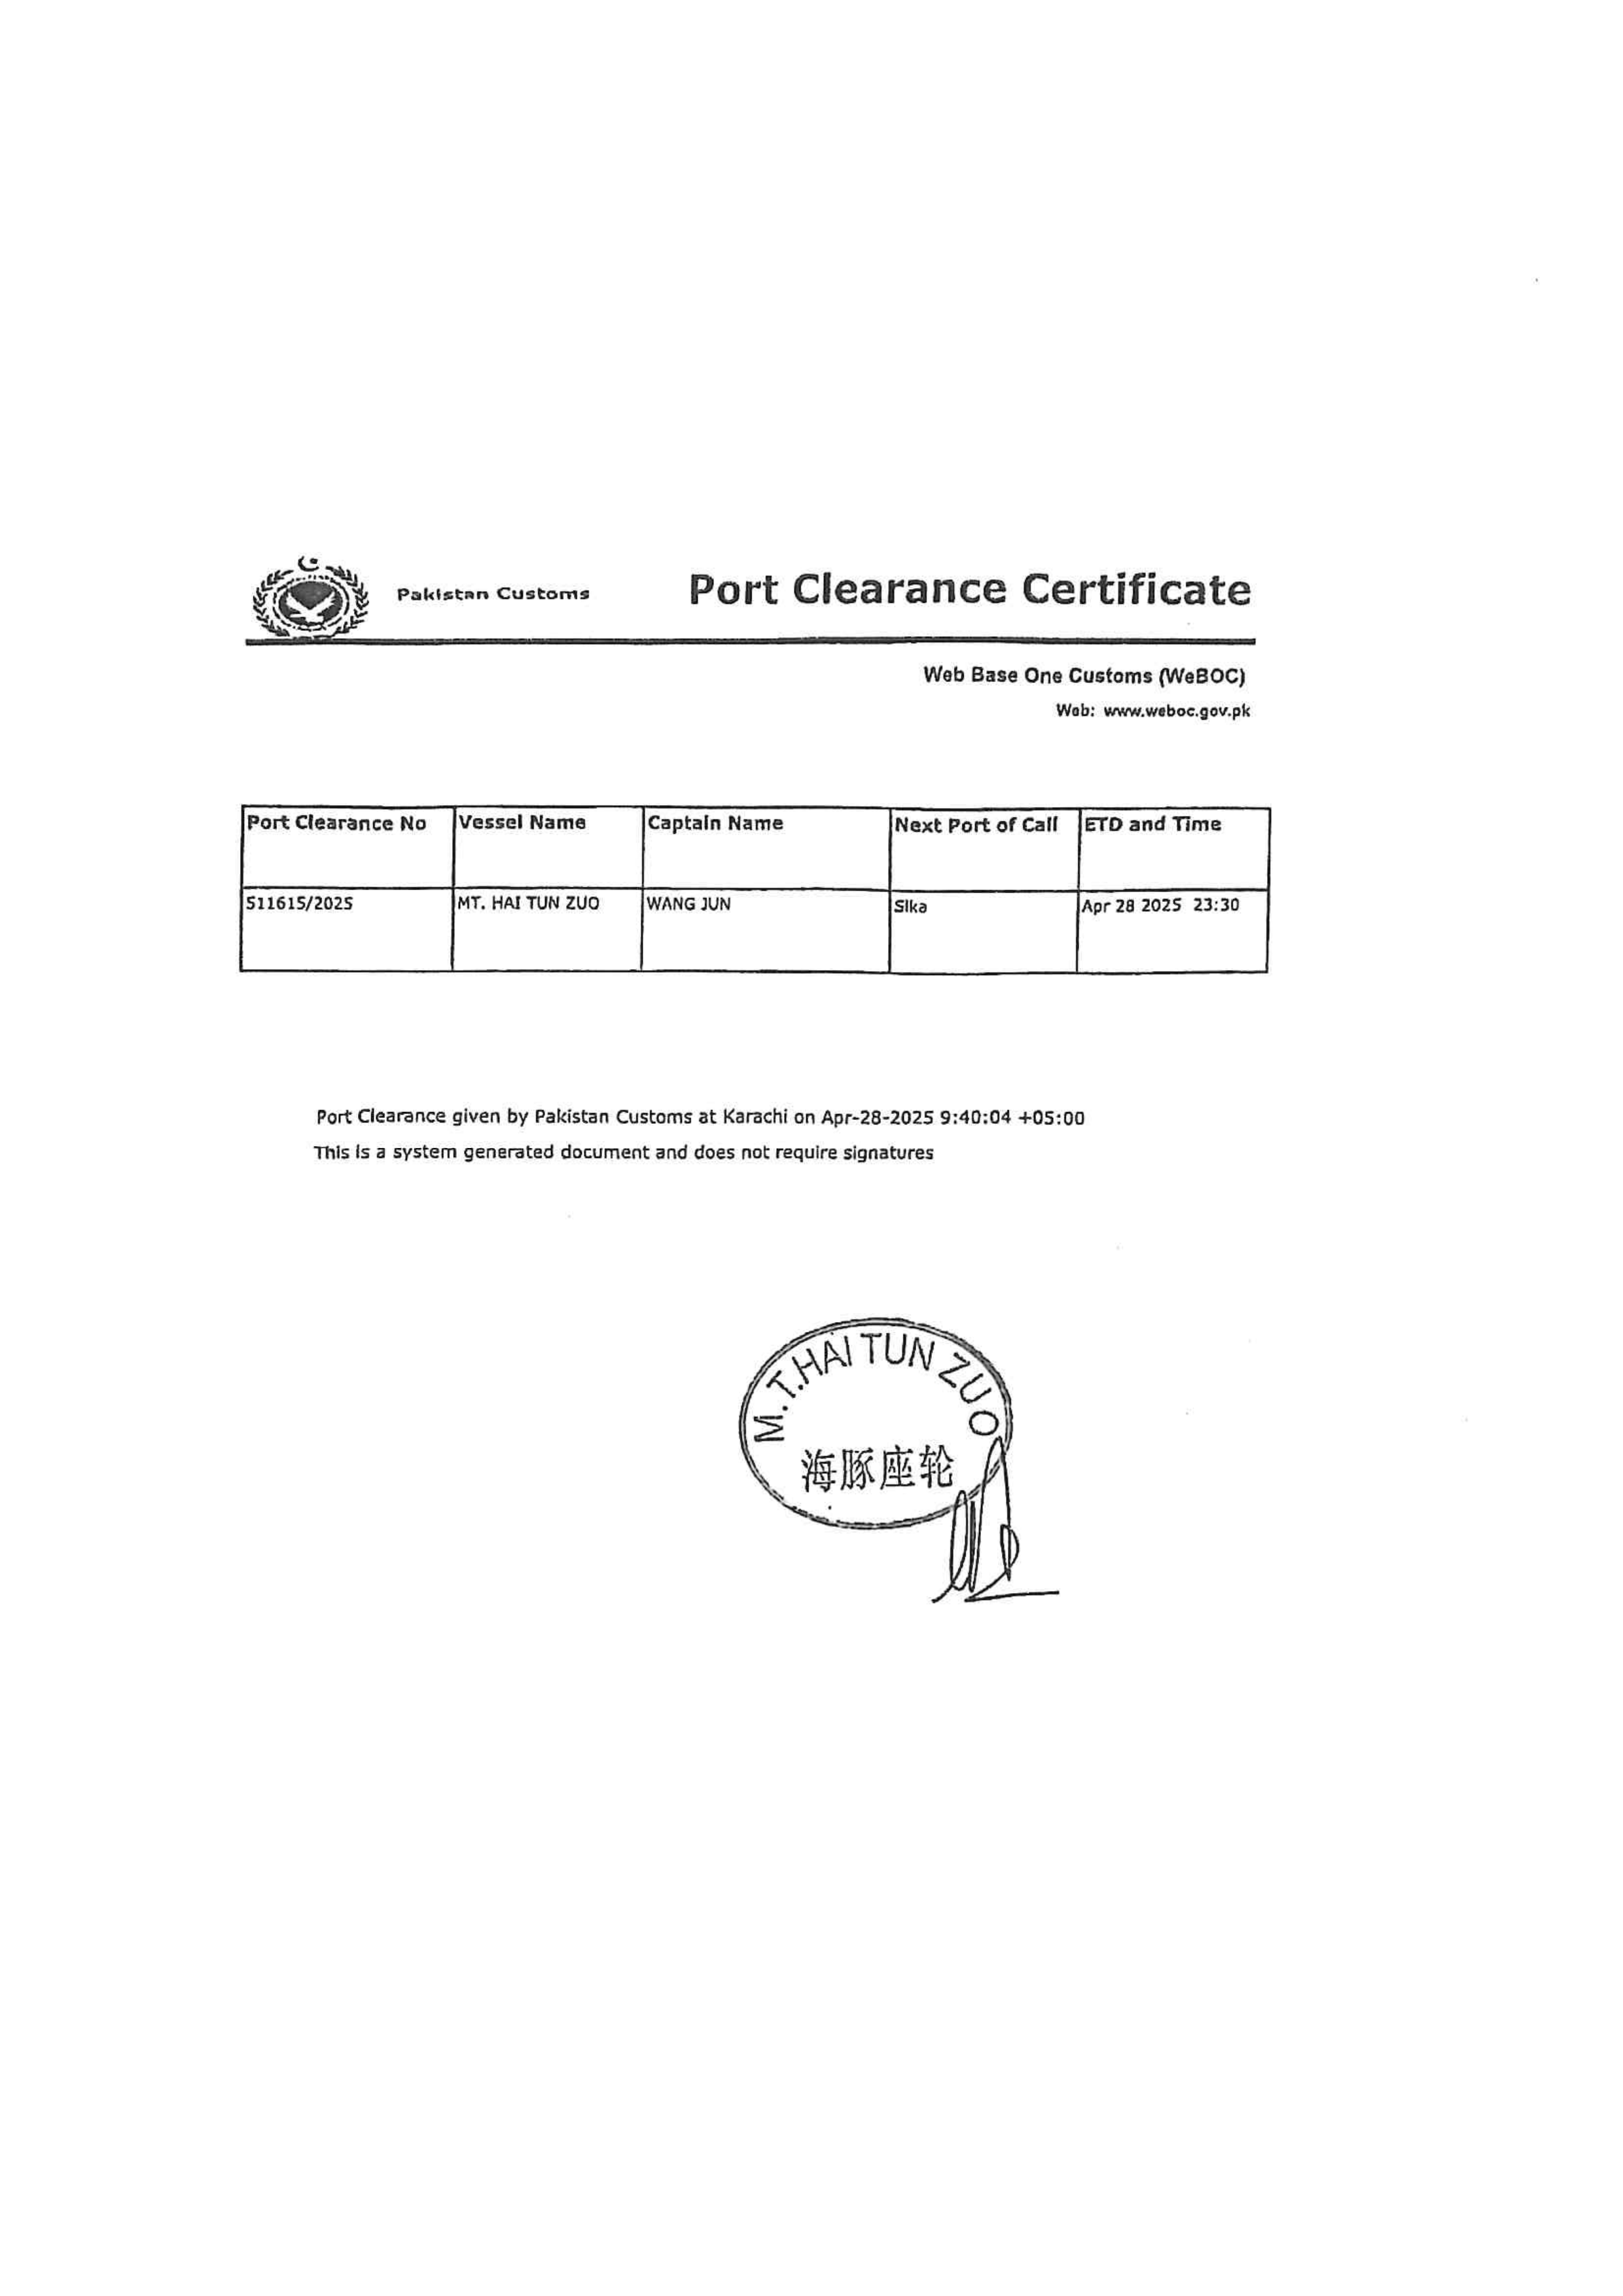 Pakistan Customs
Port Clearance Certificate
Web Base One Customs (WeBOC)
Web: www.weboc.gov.pk
Port Clearance No Vessel Name Captain Name Next Port of Call ETD and Time
511615/2025 MT. HAI TUN ZUO WANG JUN Sika Apr 28 2025 23:30
Port Clearance given by Pakistan Customs at Karachi on Apr-28-2025 9:40:04 +05:00
This is a system generated document and does not require signatures
M.T.HAI TUN ZUO
海豚座轮